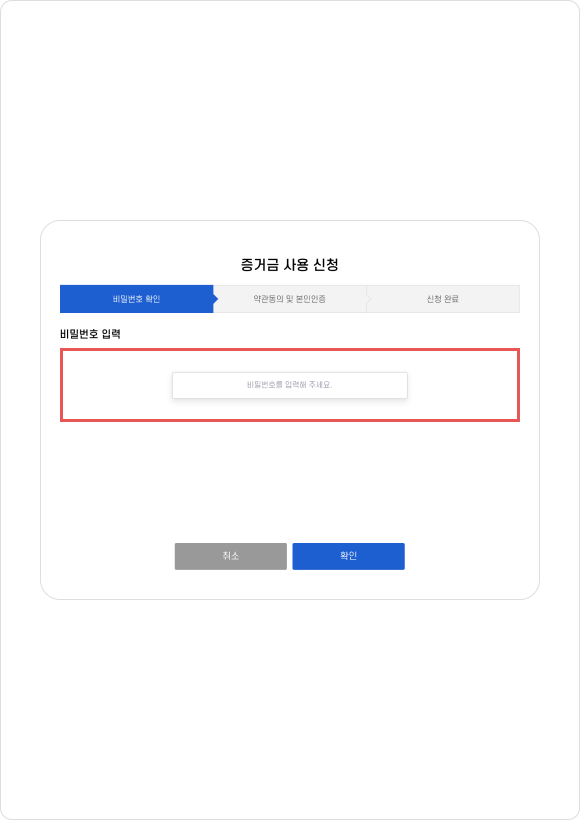 증거금 사용 신청
비밀번호 확인
약관동의 및 본인인증
신청 완료
비밀번호 입력
비밀번호를 입력해 주세요.
취소
확인